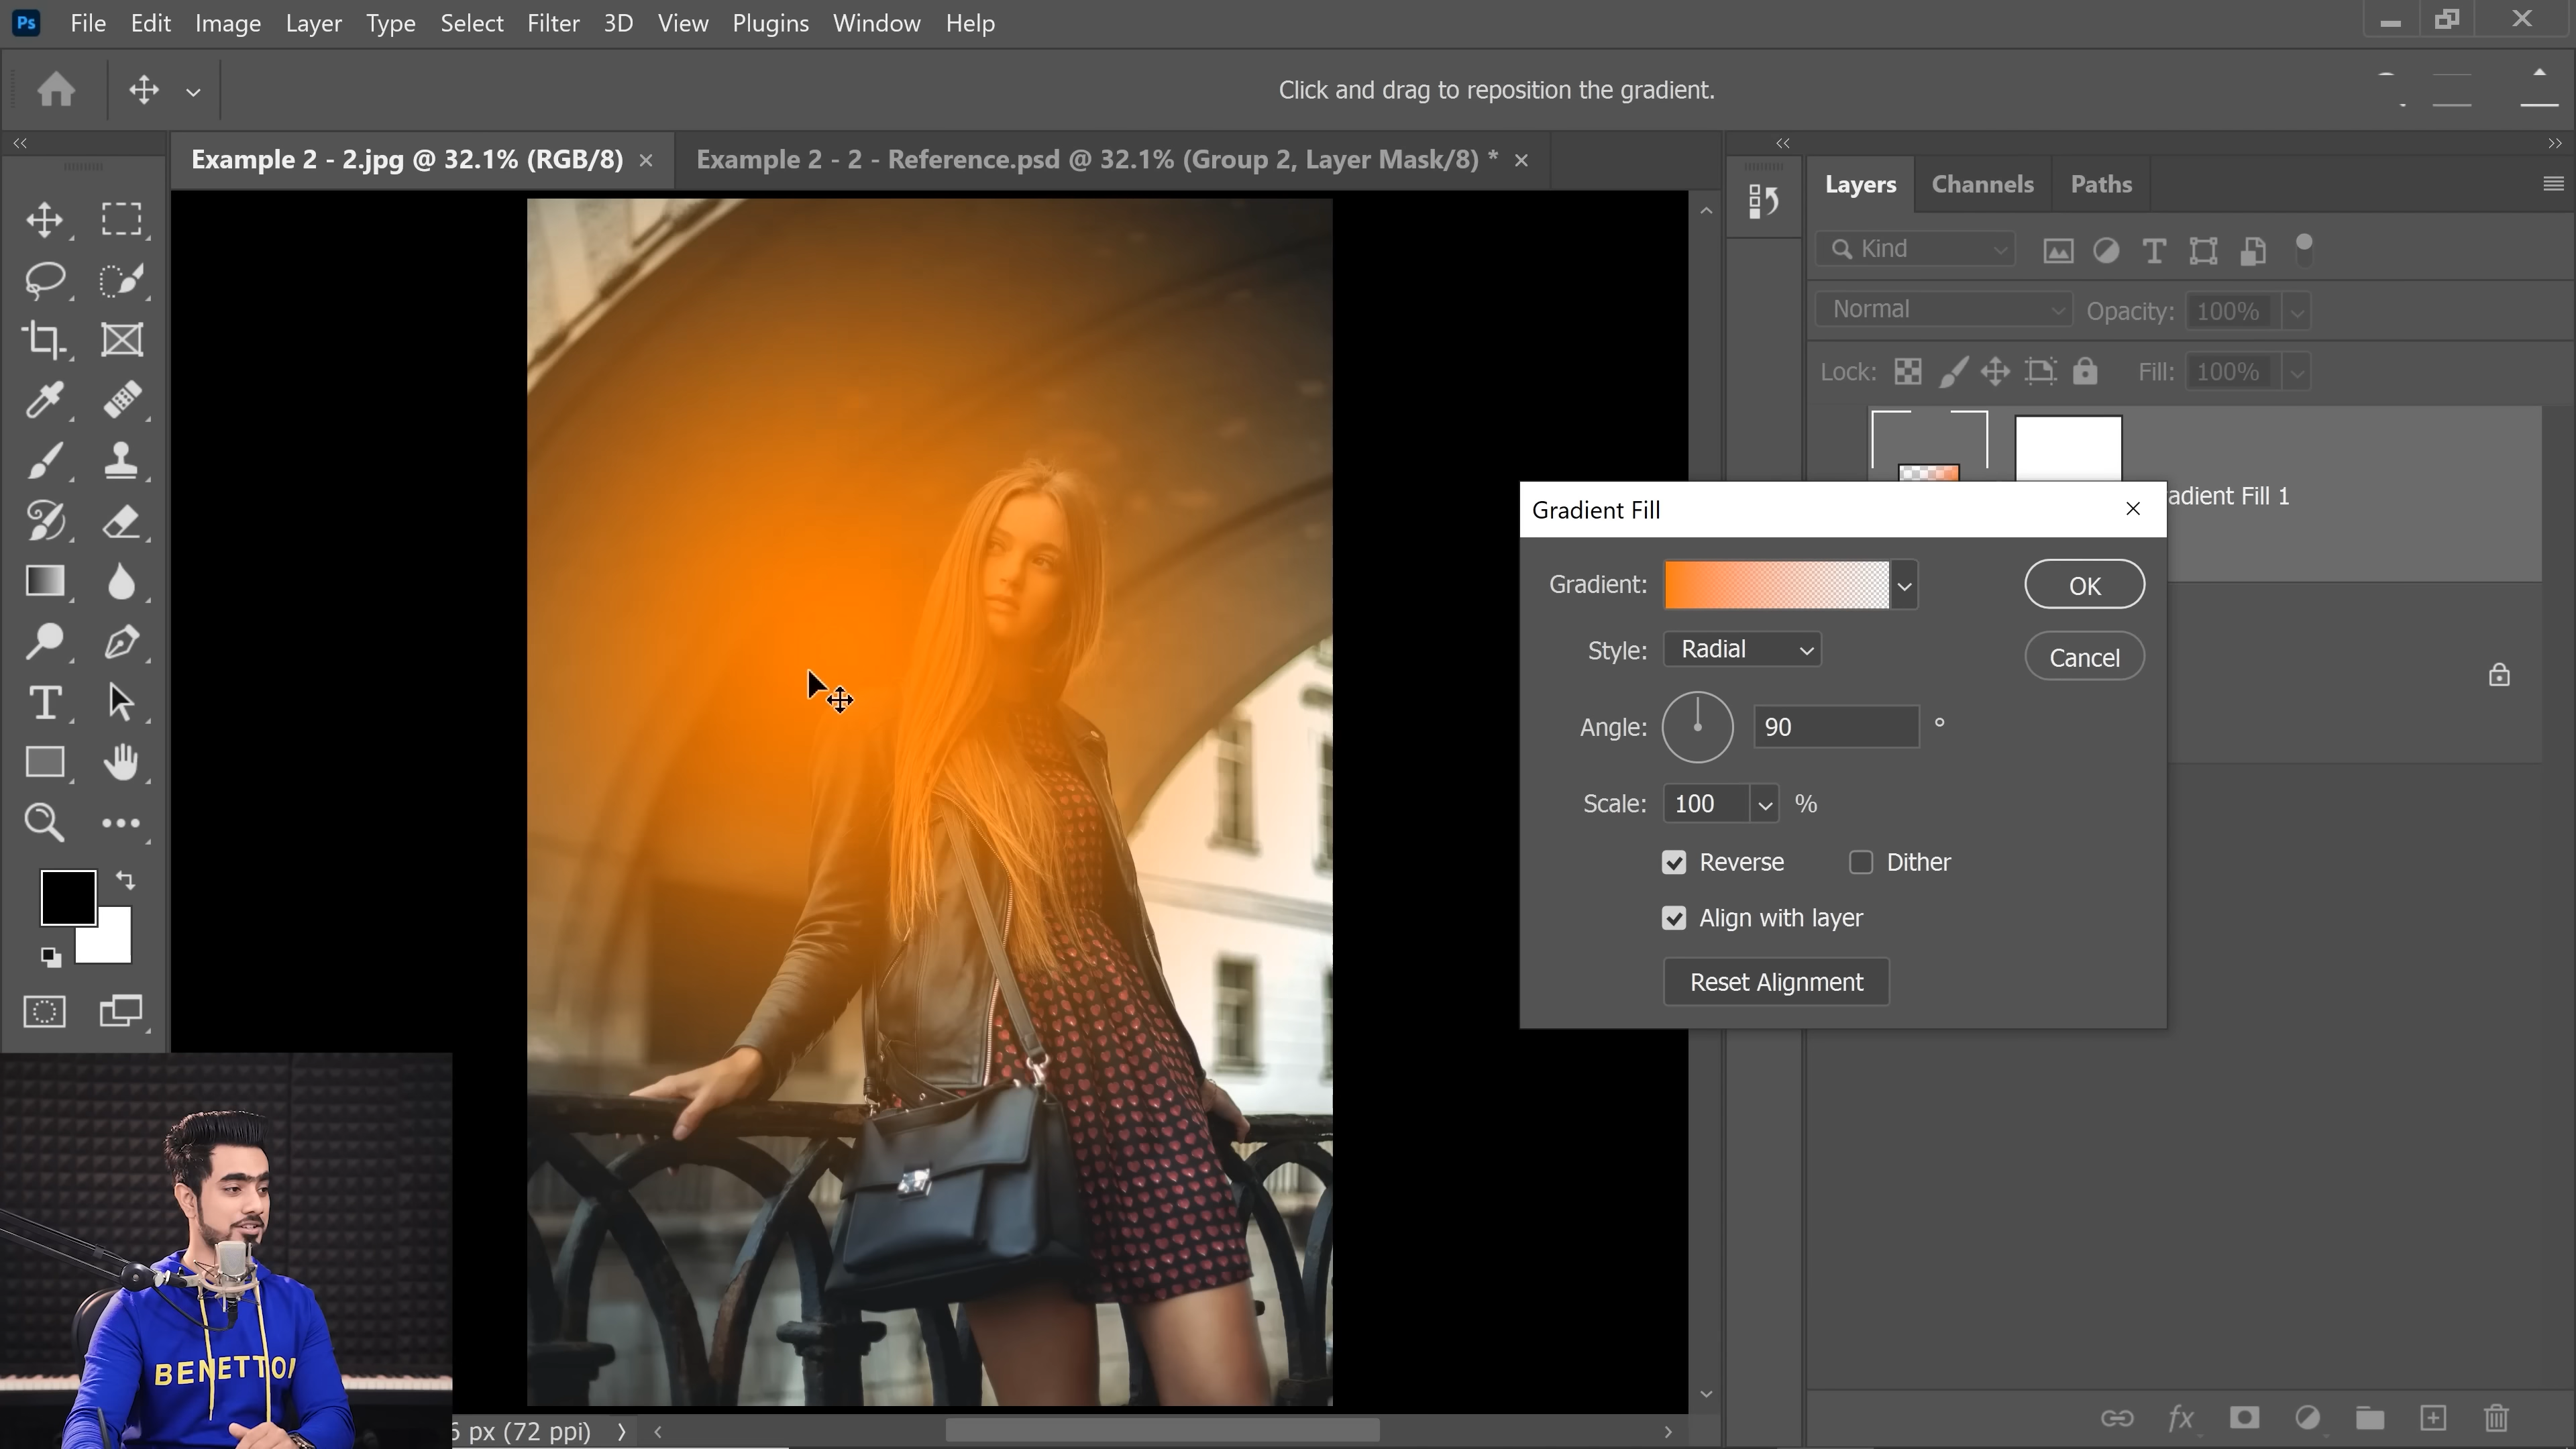 Ps File Edit Image Layer Type Select Filter 3D View Plugins Window Help
Click and drag to reposition the gradient.
Example 2 - 2.jpg @ 32.1% (RGB/8) Example 2 - 2 - Reference.psd @ 32.1% (Group 2, Layer Mask/8) *
Layers Channels Paths
Kind
Normal Opacity: 100%
Lock: Fill: 100%
adient Fill 1
Gradient Fill
Gradient: OK
Style: Radial Cancel
Angle: 90 °
Scale: 100 %
Reverse Dither
Align with layer
Reset Alignment
BENETTO
6 px (72 ppi)
fx